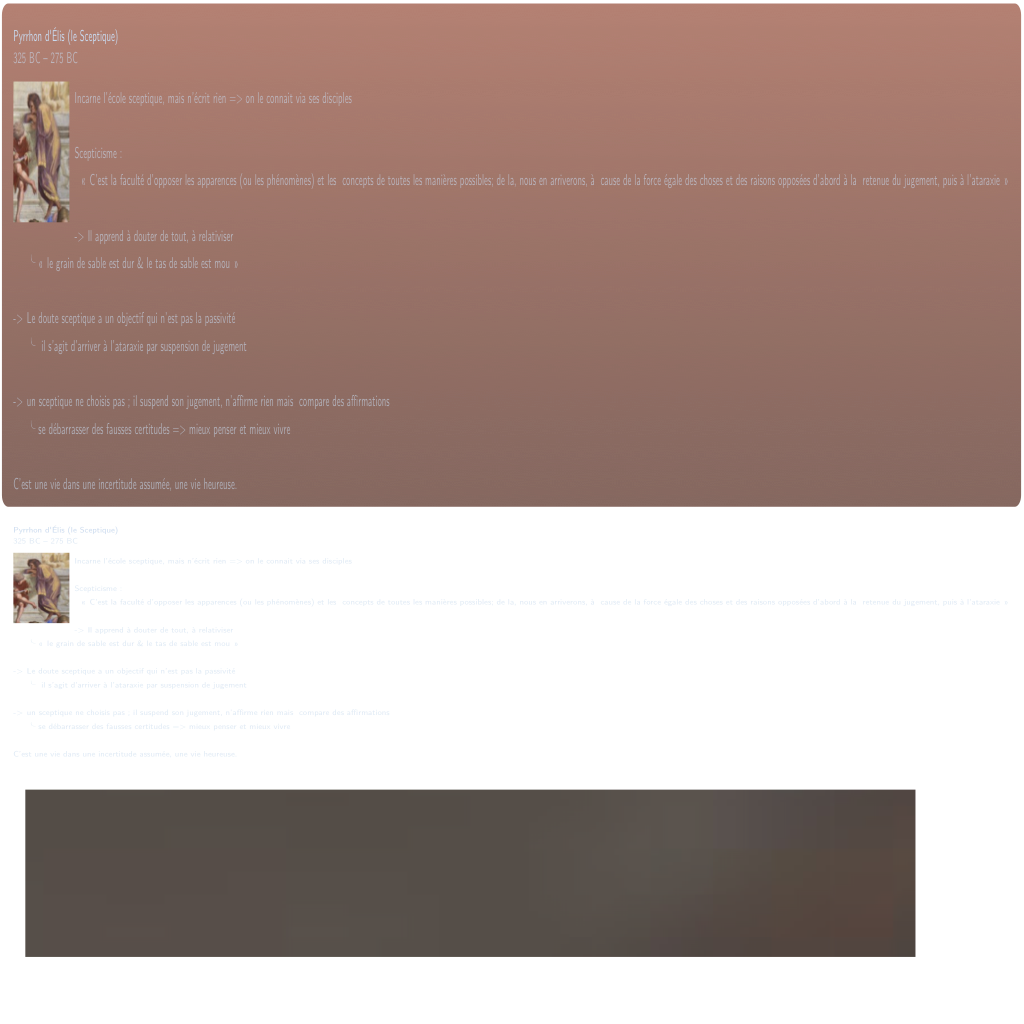 Pyrrhon d'Élis (le Sceptique)
325 BC – 275 BC
Incarne l'école sceptique, mais n'écrit rien => on le connait via ses disciples
Scepticisme :
« C'est la faculté d'opposer les apparences (ou les phénomènes) et les concepts de toutes les manières possibles; de la, nous en arriverons, à cause de la force égale des choses et des raisons opposées d'abord à la retenue du jugement, puis à l'ataraxie »
-> Il apprend à douter de tout, à relativiser
╰ « le grain de sable est dur & le tas de sable est mou »
-> Le doute sceptique a un objectif qui n'est pas la passivité
╰ il s'agit d'arriver à l'ataraxie par suspension de jugement
-> un sceptique ne choisis pas ; il suspend son jugement, n'affirme rien mais compare des affirmations
╰ se débarrasser des fausses certitudes => mieux penser et mieux vivre
C'est une vie dans une incertitude assumée, une vie heureuse.
Pyrrhon d'Élis (le Sceptique)
325 BC – 275 BC
Incarne l'école sceptique, mais n'écrit rien => on le connait via ses disciples
Scepticisme :
« C'est la faculté d'opposer les apparences (ou les phénomènes) et les concepts de toutes les manières possibles; de la, nous en arriverons, à cause de la force égale des choses et des raisons opposées d'abord à la retenue du jugement, puis à l'ataraxie »
-> Il apprend à douter de tout, à relativiser
╰ « le grain de sable est dur & le tas de sable est mou »
-> Le doute sceptique a un objectif qui n'est pas la passivité
╰ il s'agit d'arriver à l'ataraxie par suspension de jugement
-> un sceptique ne choisis pas ; il suspend son jugement, n'affirme rien mais compare des affirmations
╰ se débarrasser des fausses certitudes => mieux penser et mieux vivre
C'est une vie dans une incertitude assumée, une vie heureuse.